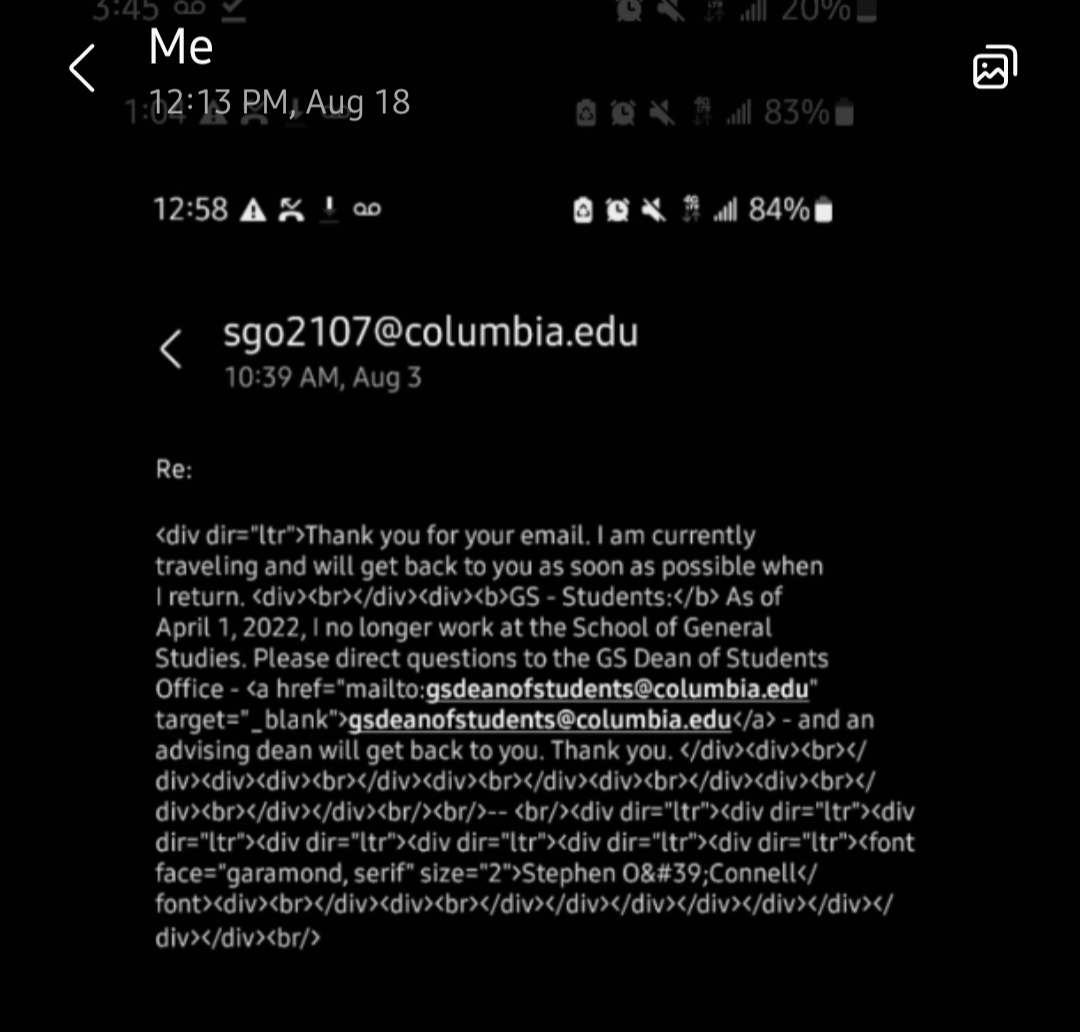 3:45 20%
Me
12:13 PM, Aug 18
1:04 83%
12:58 84%
sgo2107@columbia.edu
10:39 AM, Aug 3
Re:
<div dir="ltr">Thank you for your email. I am currently
traveling and will get back to you as soon as possible when
I return. <div><br></div><div><b>GS - Students:</b> As of
April 1, 2022, I no longer work at the School of General
Studies. Please direct questions to the GS Dean of Students
Office - <a href="mailto:gsdeanofstudents@columbia.edu"
target="_blank">gsdeanofstudents@columbia.edu</a> - and an
advising dean will get back to you. Thank you. </div><div><br></
div><div><div><br></div><div><br></div><div><br></div><div><br></
div><br></div></div><br/><br/>-- <br/><div dir="ltr"><div dir="ltr"><div
dir="ltr"><div dir="ltr"><div dir="ltr"><div dir="ltr"><div dir="ltr"><font
face="garamond, serif" size="2">Stephen O&#39;Connell</
font><div><br></div><div><br></div></div></div></div></div></div></
div></div><br/>